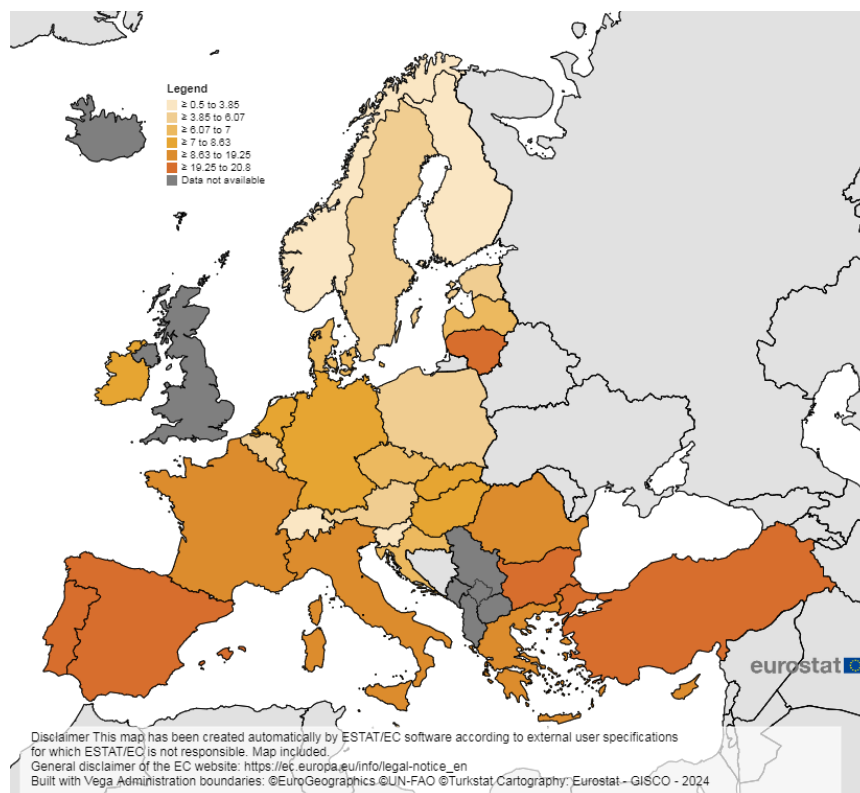 Legend
≥ 0.5 to 3.85
≥ 3.85 to 6.07
≥ 6.07 to 7
≥ 7 to 8.63
≥ 8.63 to 19.25
≥ 19.25 to 20.8
Data not available
eurostat
Disclaimer This map has been created automatically by ESTAT/EC software according to external user specifications
for which ESTAT/EC is not responsible. Map included.
General disclaimer of the EC website: https://ec.europa.eu/info/legal-notice_en
Built with Vega Administration boundaries: ©EuroGeographics ©UN-FAO ©Turkstat Cartography: Eurostat - GISCO - 2024